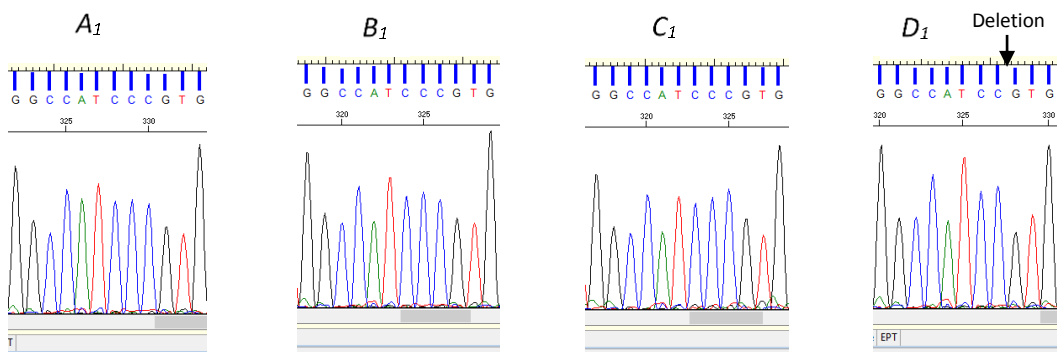 A1
B1
C1
D1
Deletion
G G C C A T C C C G T G
G G C C A T C C C G T G
G G C C A T C C C G T G
G G C C A T C C G T G
325 330
320 325
320 325
320 325 330
T
EPT